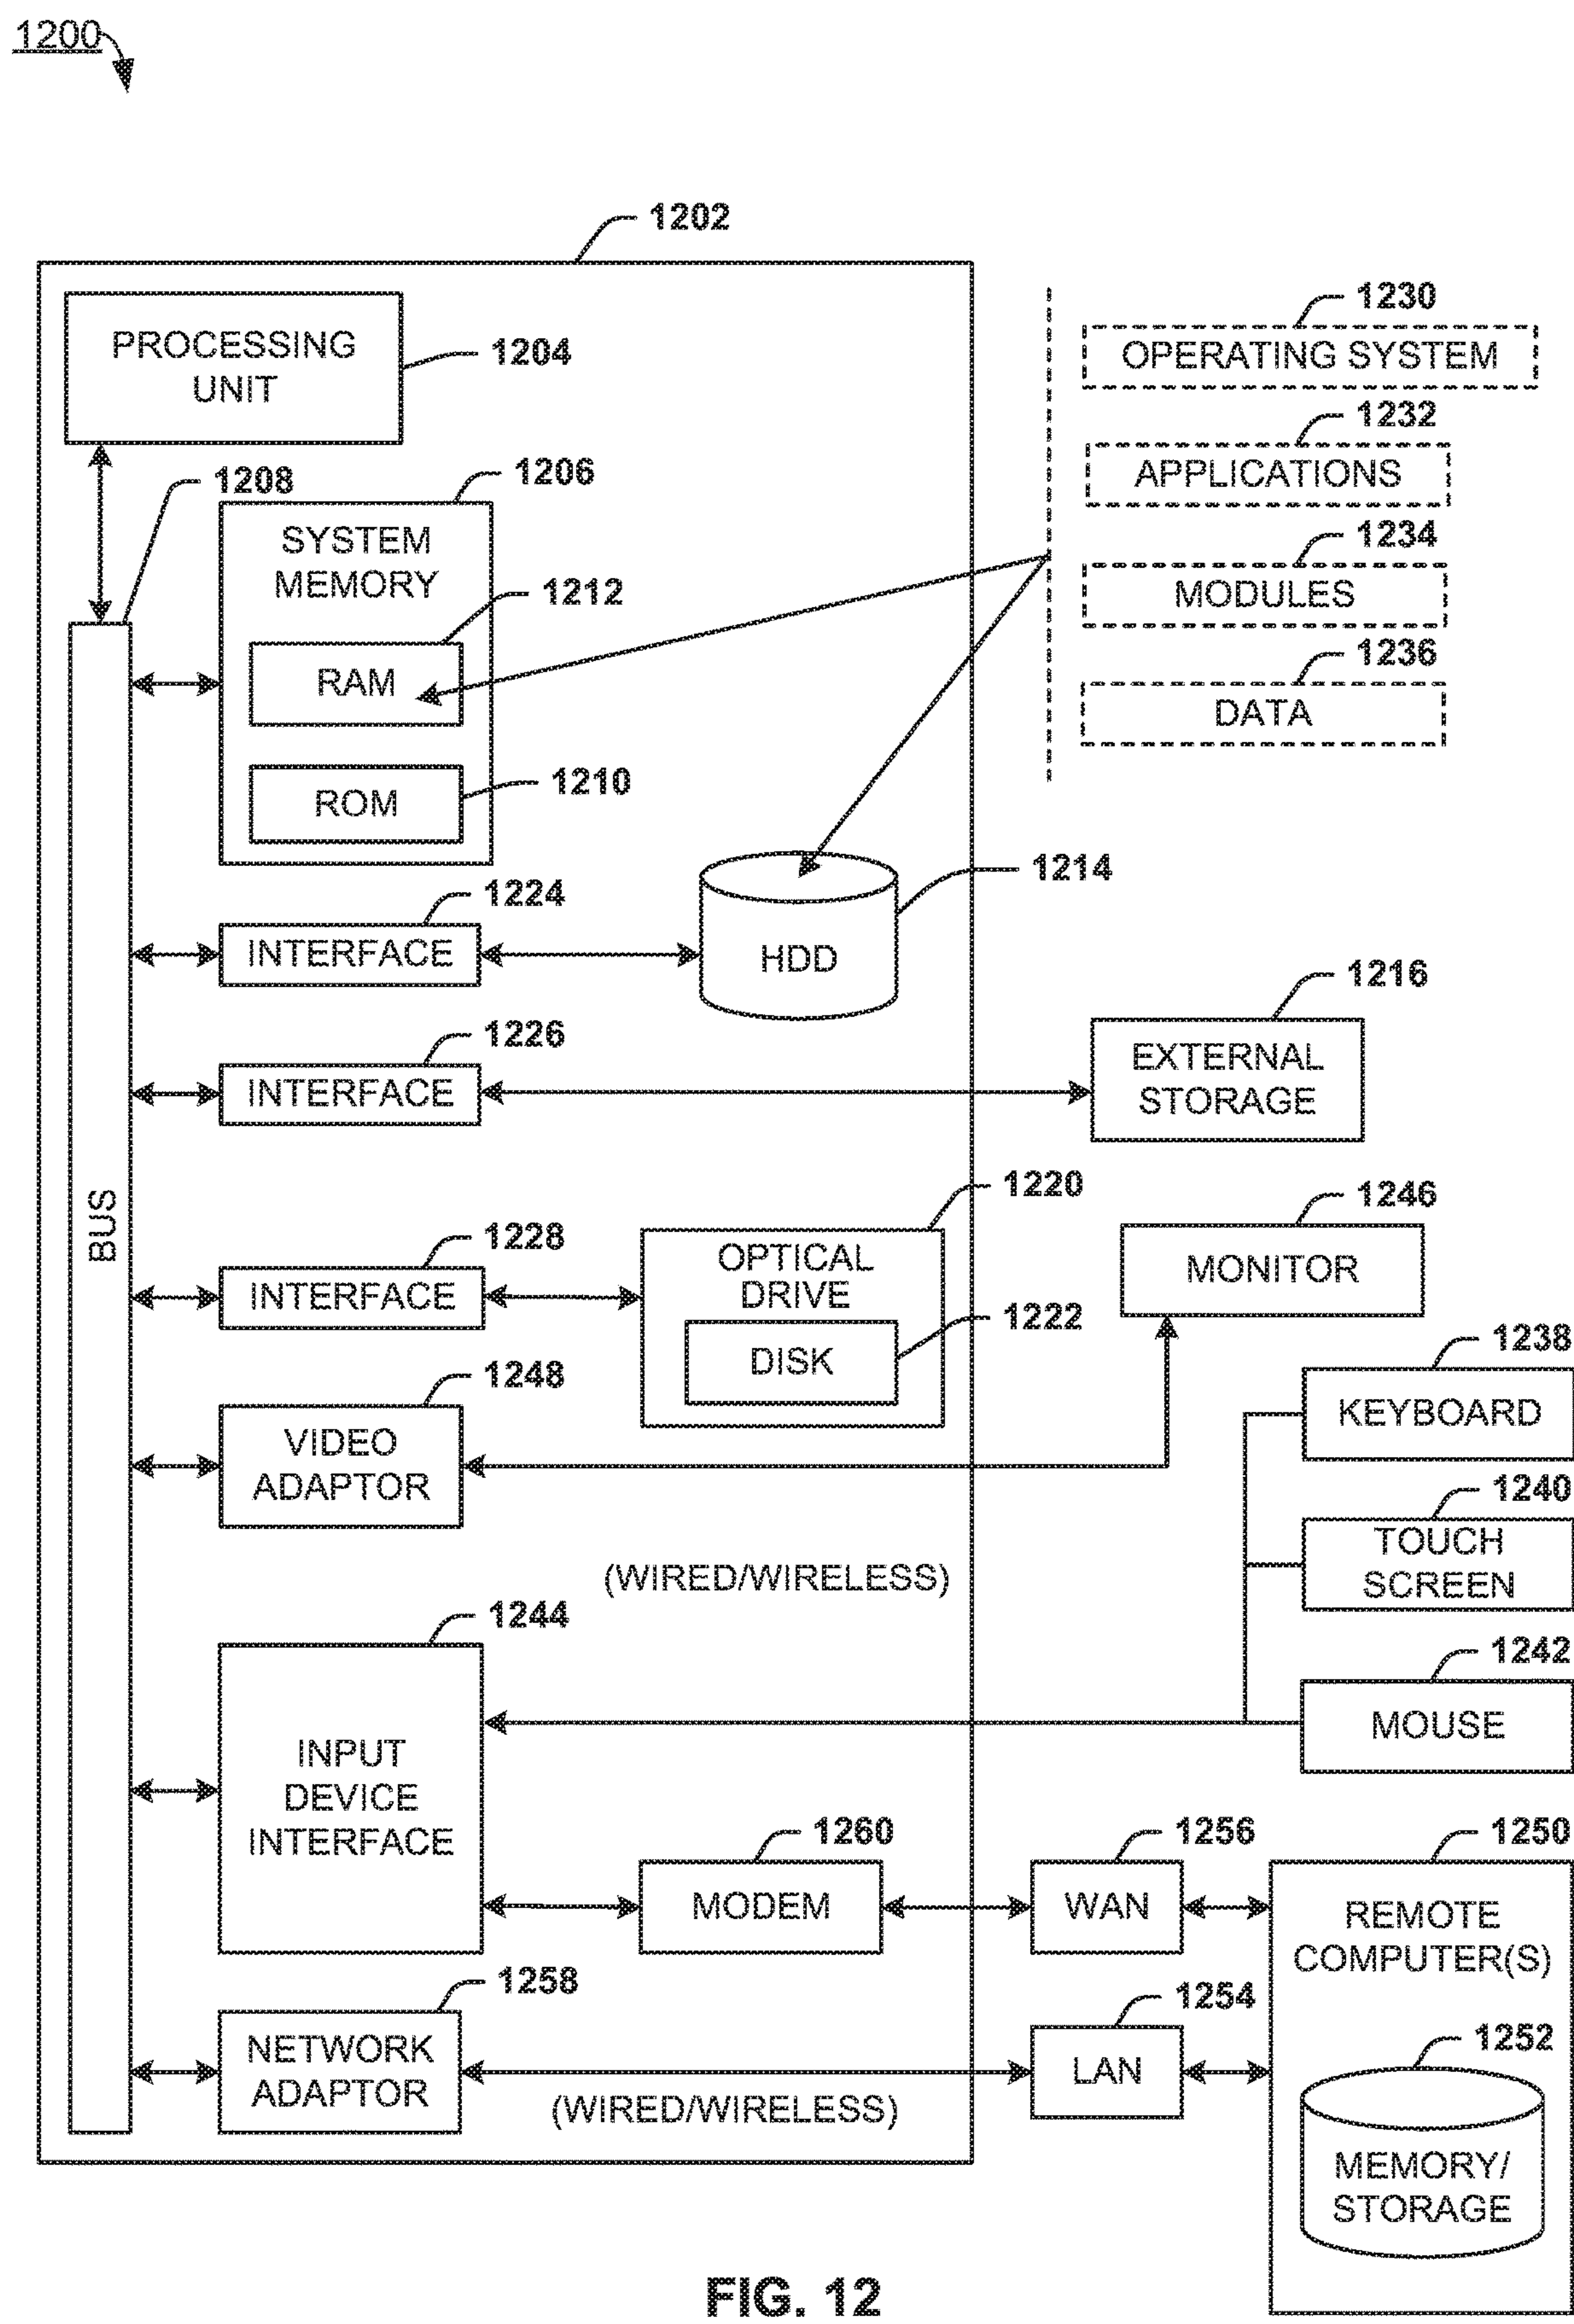 1200
1202
PROCESSING
UNIT
1204
1230
OPERATING SYSTEM
1232
APPLICATIONS
1234
MODULES
1236
DATA
1208
1206
SYSTEM
MEMORY
1212
RAM
1210
ROM
1224
INTERFACE
1214
HDD
1226
INTERFACE
1216
EXTERNAL
STORAGE
BUS
1228
INTERFACE
1220
OPTICAL
DRIVE
1222
DISK
1246
MONITOR
1248
VIDEO
ADAPTOR
1238
KEYBOARD
1240
TOUCH
SCREEN
(WIRED/WIRELESS)
1242
MOUSE
1244
INPUT
DEVICE
INTERFACE
1260
MODEM
1256
WAN
1250
REMOTE
COMPUTER(S)
1258
NETWORK
ADAPTOR
(WIRED/WIRELESS)
1254
LAN
1252
MEMORY/
STORAGE
FIG. 12